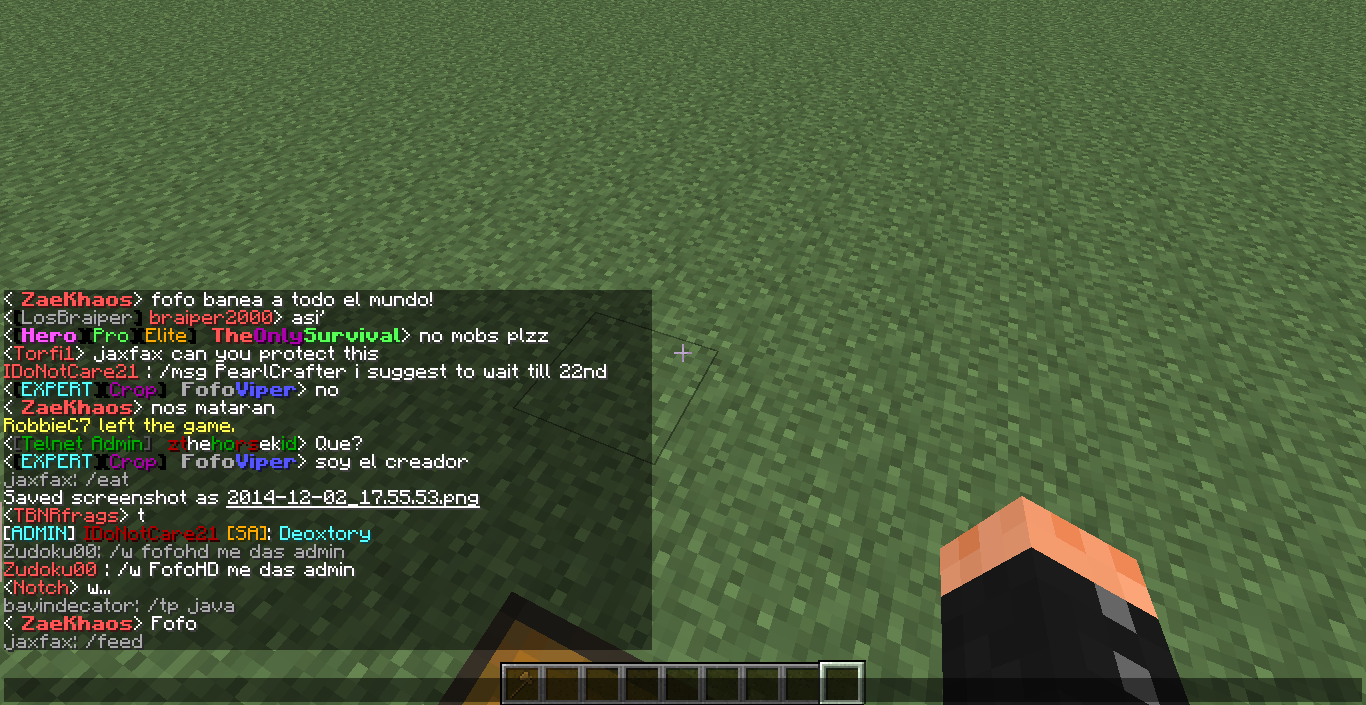 < ZaeKhaos> fofo banea a todo el mundo!
<[LosBraiper] braiper2000> asi'
<[Hero][Pro][Elite] TheOnlySurvival> no mobs plzz
<Torfi1> jaxfax can you protect this
IDoNotCare21 : /msg PearlCrafter i suggest to wait till 22nd
<[EXPERT][Crop] FofoViper> no
< ZaeKhaos> nos mataran
RobbieC7 left the game.
<[Telnet Admin] zthehorsekid> Que?
<[EXPERT][Crop] FofoViper> soy el creador
jaxfax: /eat
Saved screenshot as 2014-12-02_17.55.53.png
<TBNRfrags> t
[ADMIN] IDoNotCare21 [SA]: Deoxtory
Zudoku00: /w fofohd me das admin
Zudoku00 : /w FofoHD me das admin
<Notch> w...
bavindecator: /tp java
< ZaeKhaos> Fofo
jaxfax: /feed